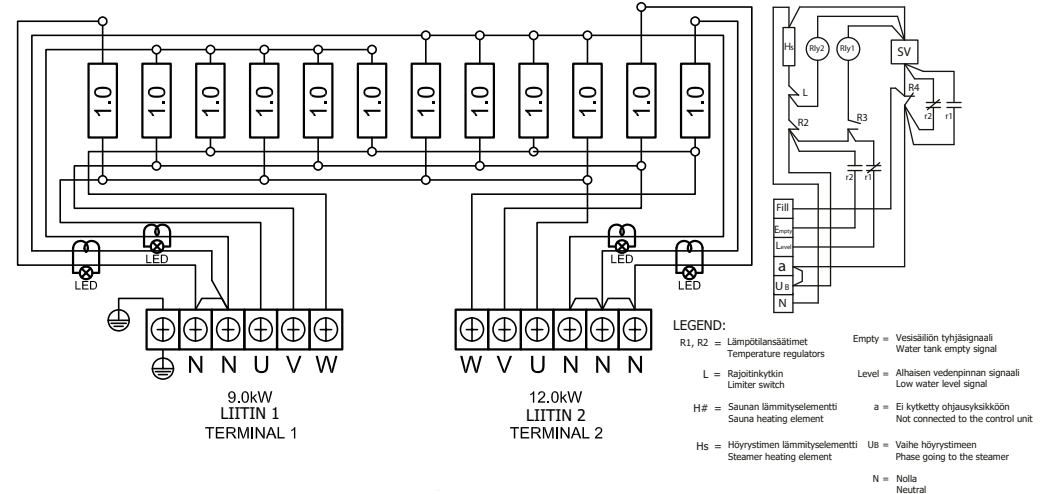 1.0 1.0 1.0 1.0 1.0 1.0 1.0 1.0 1.0 1.0 1.0 1.0
LED
LED
LED
LED
N N U V W
9.0kW
LIITIN 1
TERMINAL 1
W V U N N N
12.0kW
LIITIN 2
TERMINAL 2
Hs
Rly2
Rly1
SV
L
R4
R2
R3
r2
r1
r2
r1
Fill
Empty
Level
a
UB
N
LEGEND:
R1, R2 = Lämpötilansäätimet
Temperature regulators
L = Rajoitinkytkin
Limiter switch
H# = Saunan lämmityselementti
Sauna heating element
Hs = Höyrystimen lämmityselementti
Steamer heating element
Empty = Vesisäiliön tyhjäsignaali
Water tank empty signal
Level = Alhaisen vedenpinnan signaali
Low water level signal
a = Ei kytketty ohjausyksikköön
Not connected to the control unit
UB = Vaihe höyrystimeen
Phase going to the steamer
N = Nolla
Neutral